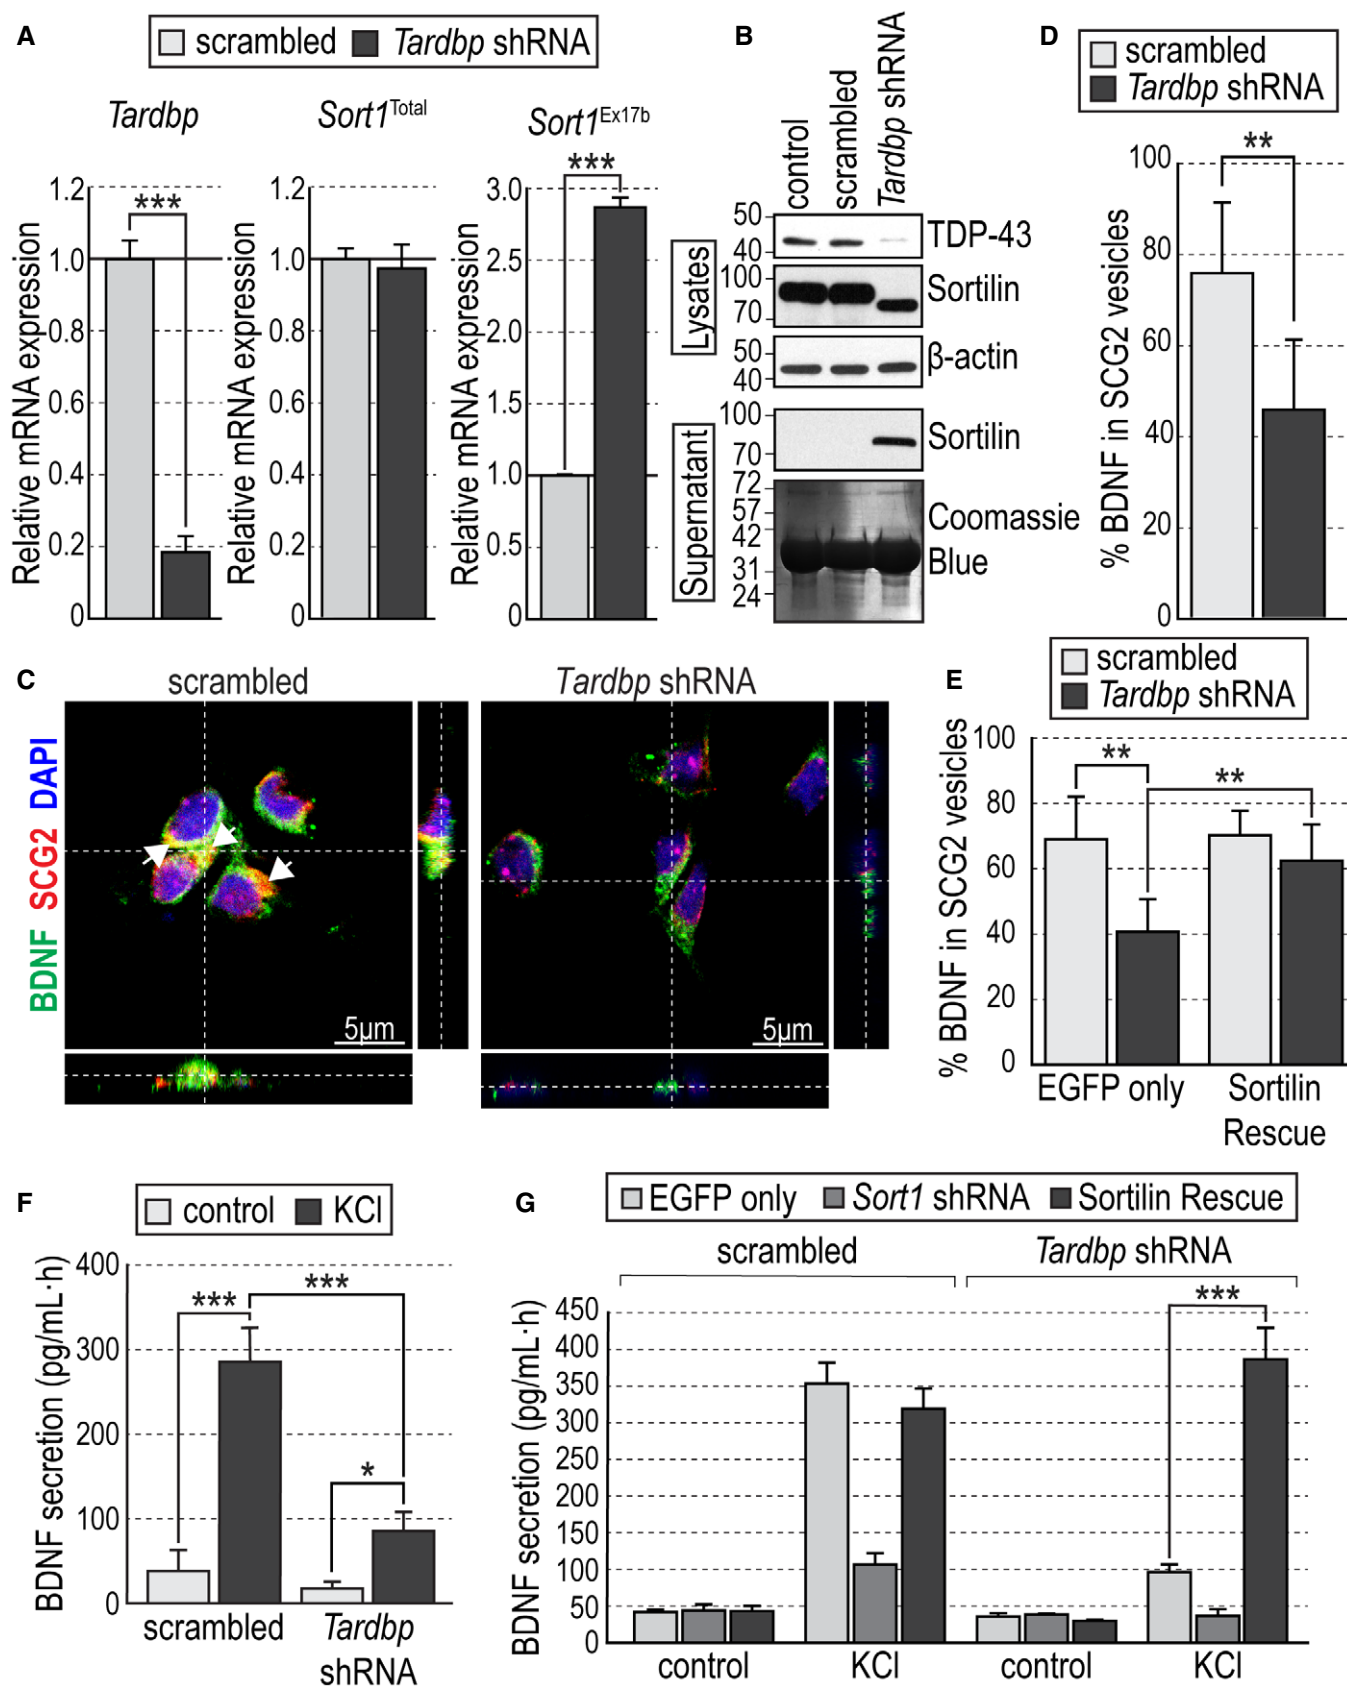 A
scrambled Tardbp shRNA
Tardbp
Sort1Total
Sort1Ex17b
Relative mRNA expression
1.2
1.0
0.8
0.6
0.4
0.2
0
***
Relative mRNA expression
1.2
1.0
0.8
0.6
0.4
0.2
0
Relative mRNA expression
3.0
2.5
2.0
1.5
1.0
0.5
0
***
B
control
scrambled
Tardbp shRNA
Lysates
50
40
TDP-43
100
70
Sortilin
50
40
β-actin
Supernatant
100
70
Sortilin
72
57
42
31
24
Coomassie
Blue
D
scrambled
Tardbp shRNA
% BDNF in SCG2 vesicles
100
80
60
40
20
0
**
C
scrambled
Tardbp shRNA
BDNF SCG2 DAPI
5µm
5µm
E
scrambled
Tardbp shRNA
% BDNF in SCG2 vesicles
100
80
60
40
20
0
**
**
EGFP only
Sortilin
Rescue
F
control KCl
BDNF secretion (pg/mL·h)
400
300
200
100
0
***
***
*
scrambled
Tardbp
shRNA
G
EGFP only Sort1 shRNA Sortilin Rescue
scrambled
Tardbp shRNA
BDNF secretion (pg/mL·h)
450
400
350
300
250
200
150
100
50
0
***
control
KCl
control
KCl